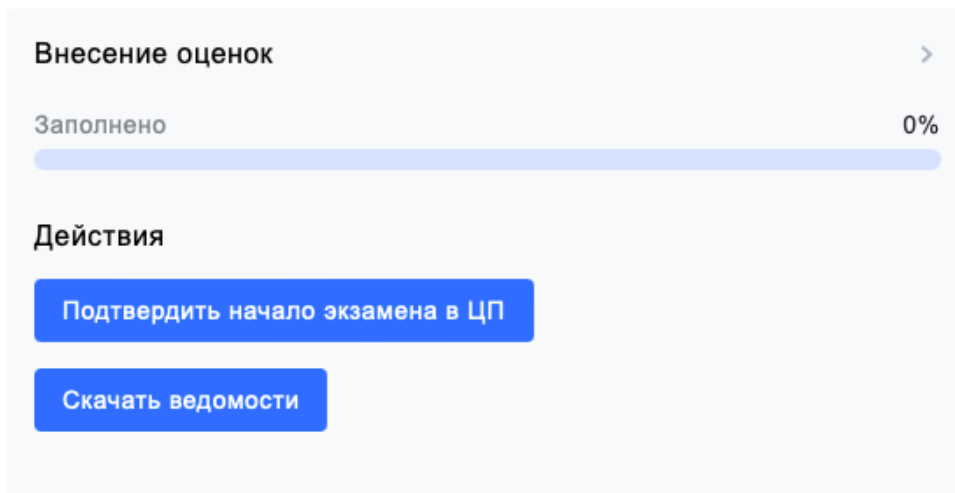 Внесение оценок
Заполнено 0%
Действия
Подтвердить начало экзамена в ЦП
Скачать ведомости